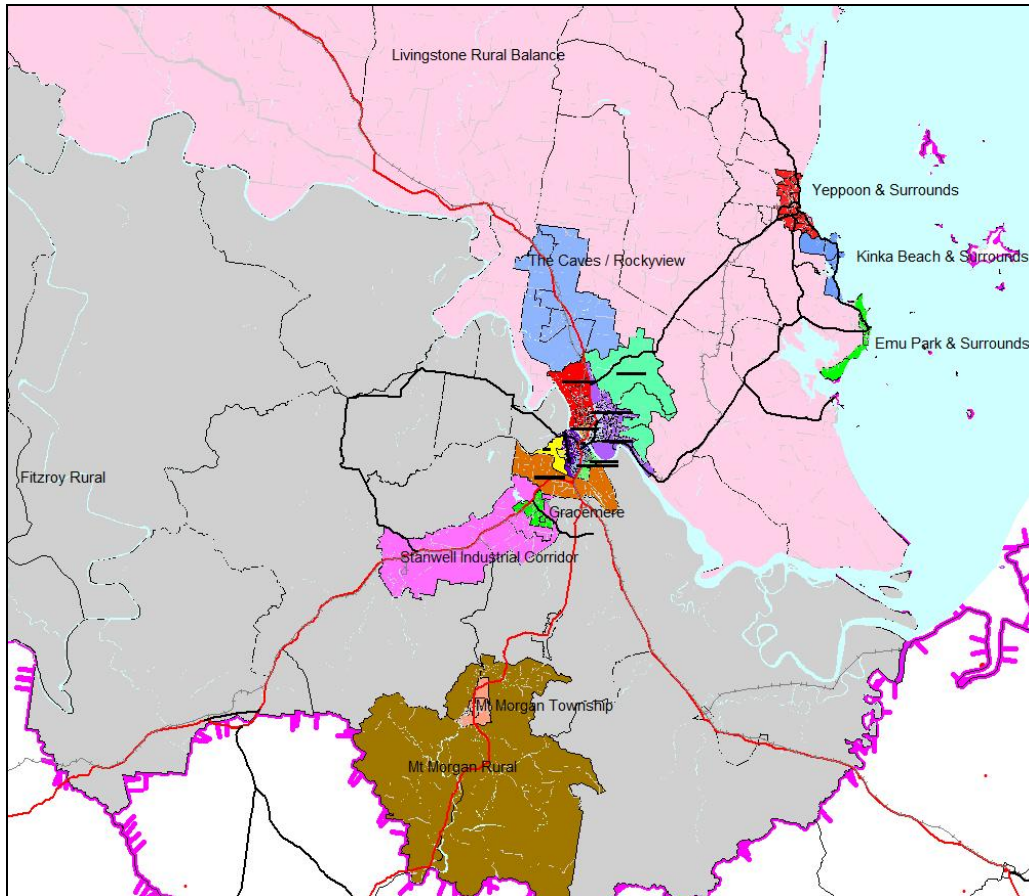 Livingstone Rural Balance
Yeppoon & Surrounds
The Caves / Rockyview
Kinka Beach & Surrounds
Emu Park & Surrounds
Fitzroy Rural
Gracemere
Stanwell Industrial Corridor
Mt Morgan Township
Mt Morgan Rural